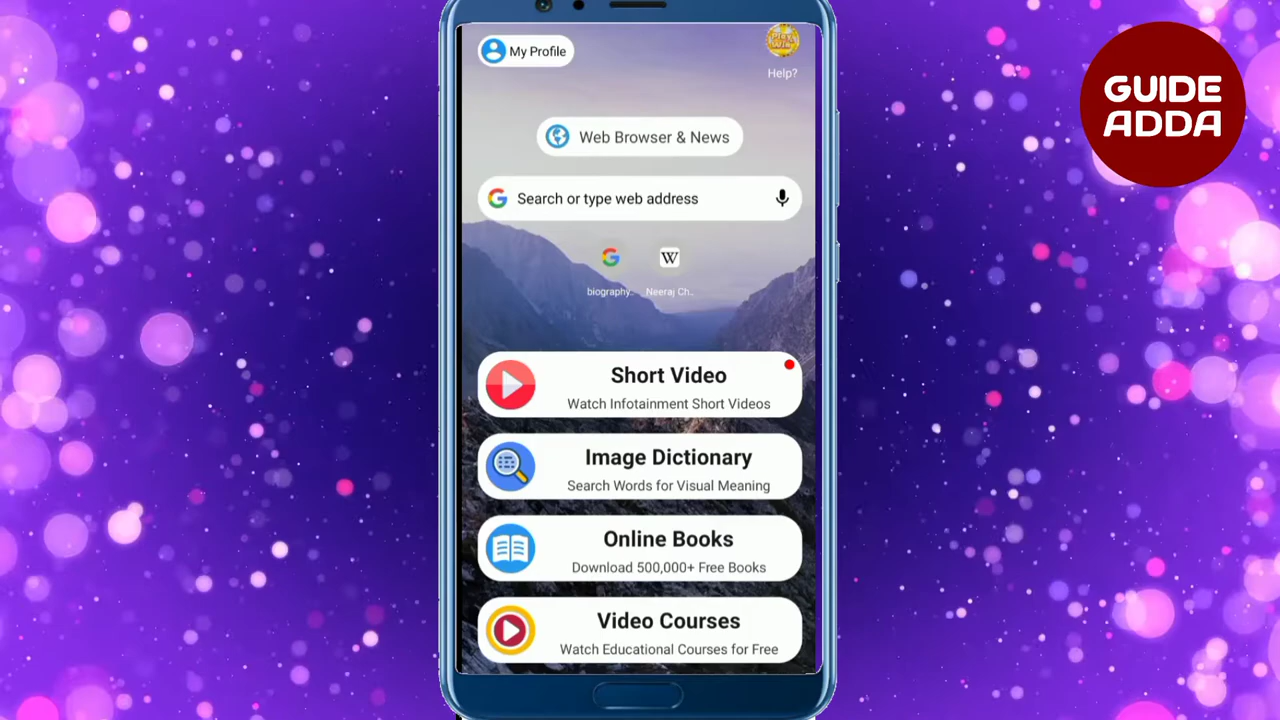 My Profile
PLAY &
WIN
Help?
GUIDE
ADDA
Web Browser & News
Search or type web address
biography..
Neeraj Ch..
Short Video
Watch Infotainment Short Videos
Image Dictionary
Search Words for Visual Meaning
Online Books
Download 500,000+ Free Books
Video Courses
Watch Educational Courses for Free